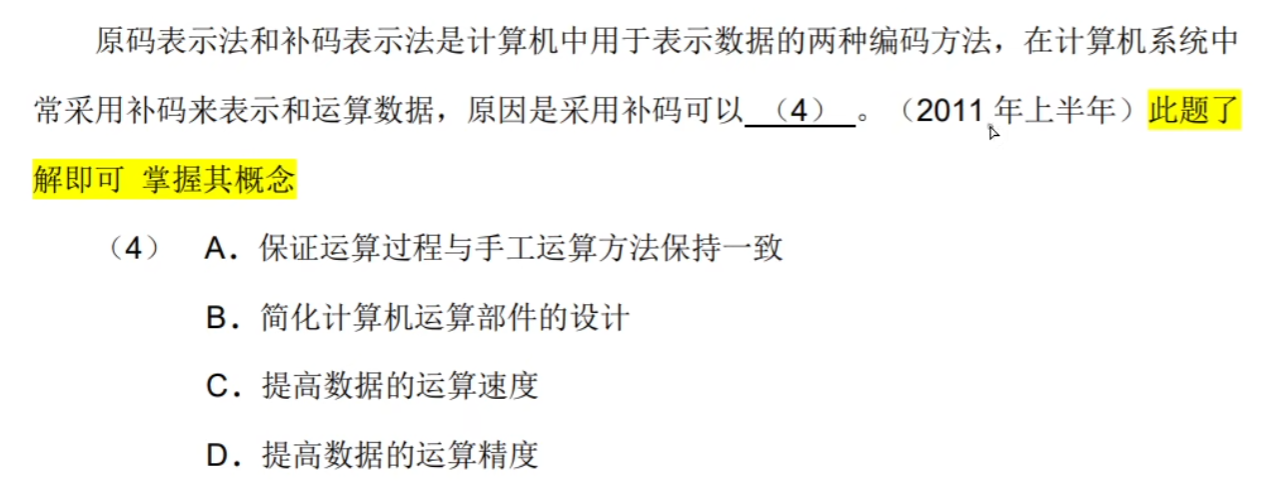 原码表示法和补码表示法是计算机中用于表示数据的两种编码方法，在计算机系统中
常采用补码来表示和运算数据，原因是采用补码可以 （4） 。（2011 年上半年）此题了
解即可 掌握其概念
（4） A．保证运算过程与手工运算方法保持一致
B．简化计算机运算部件的设计
C．提高数据的运算速度
D．提高数据的运算精度